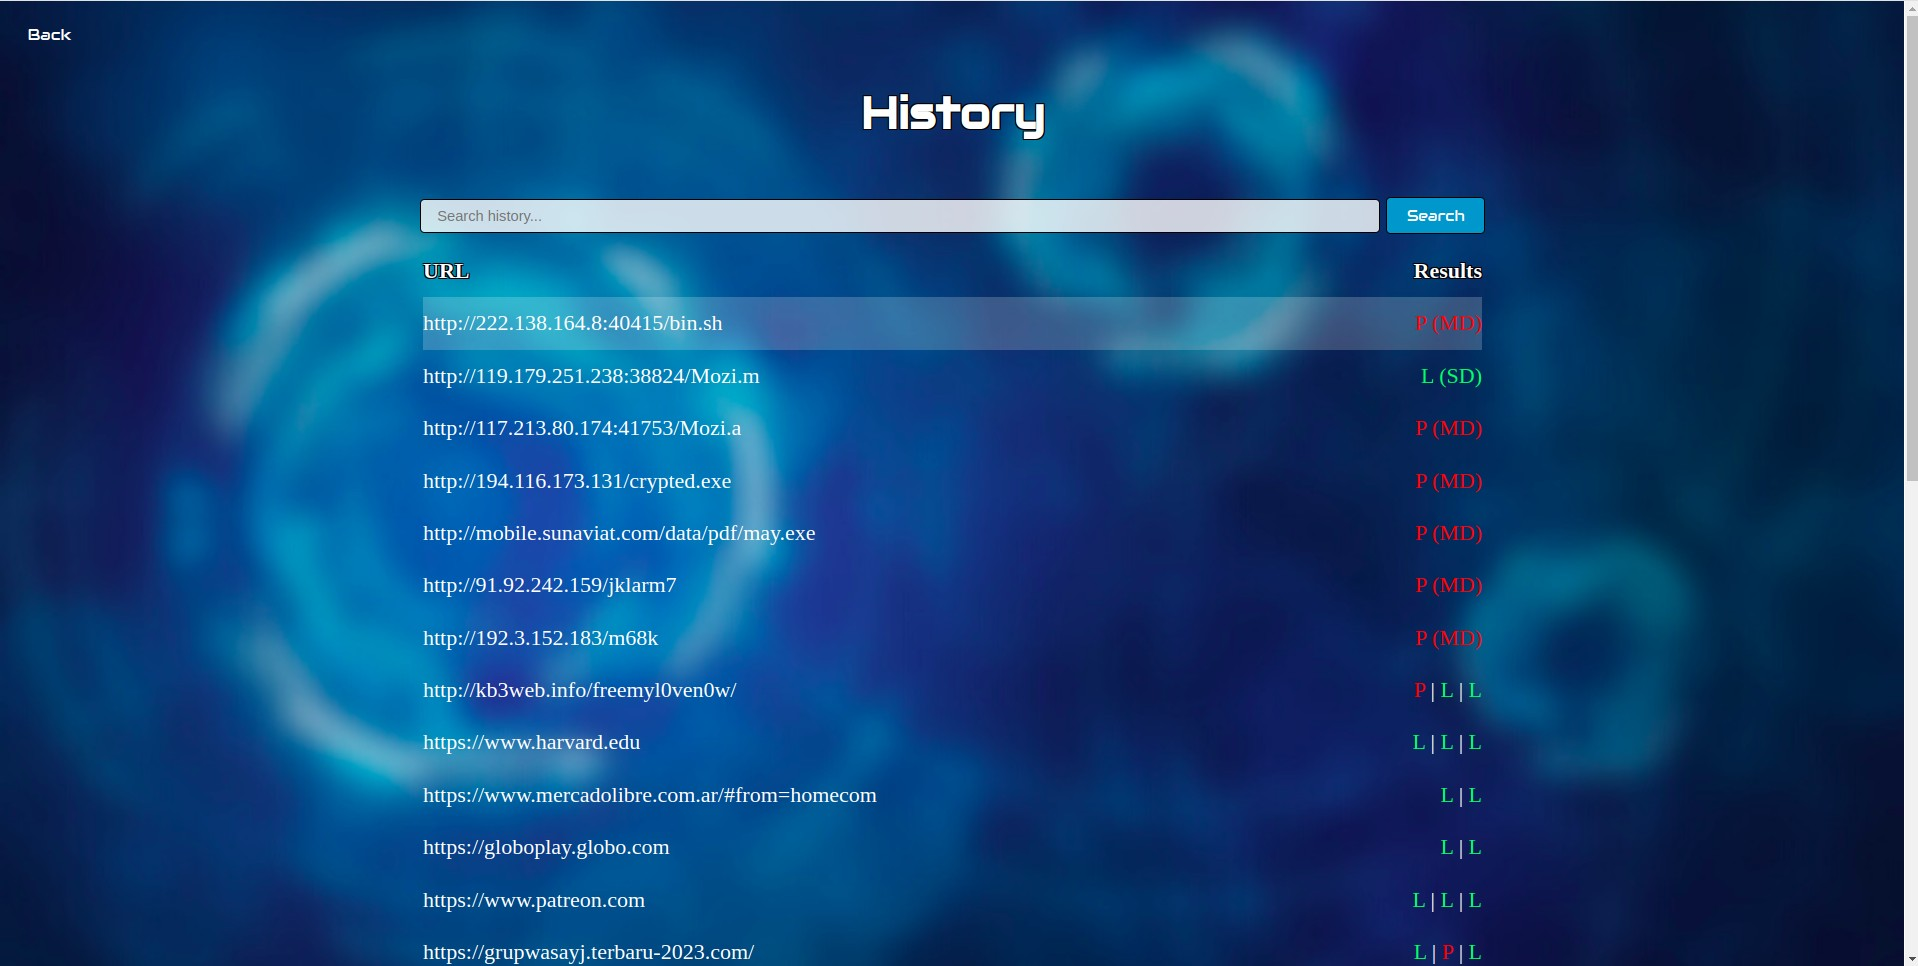 Back
History
Search history... Search
URL Results
http://222.138.164.8:40415/bin.sh P (MD)
http://119.179.251.238:38824/Mozi.m L (SD)
http://117.213.80.174:41753/Mozi.a P (MD)
http://194.116.173.131/crypted.exe P (MD)
http://mobile.sunaviat.com/data/pdf/may.exe P (MD)
http://91.92.242.159/jklarm7 P (MD)
http://192.3.152.183/m68k P (MD)
http://kb3web.info/freemyl0ven0w/ P | L | L
https://www.harvard.edu L | L | L
https://www.mercadolibre.com.ar/#from=homecom L | L
https://globoplay.globo.com L | L
https://www.patreon.com L | L | L
https://grupwasayj.terbaru-2023.com/ L | P | L